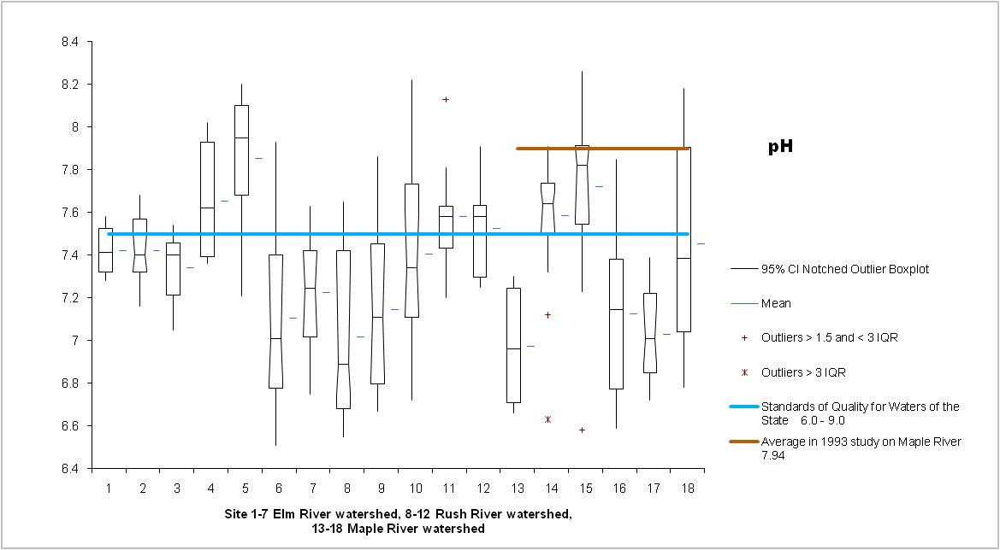 8.4
8.2
8
7.8
7.6
7.4
7.2
7
6.8
6.6
6.4
1 2 3 4 5 6 7 8 9 10 11 12 13 14 15 16 17 18
Site 1-7 Elm River watershed, 8-12 Rush River watershed,
13-18 Maple River watershed
pH
95% CI Notched Outlier Boxplot
Mean
Outliers > 1.5 and < 3 IQR
Outliers > 3 IQR
Standards of Quality for Waters of the
State 6.0 - 9.0
Average in 1993 study on Maple River
7.94